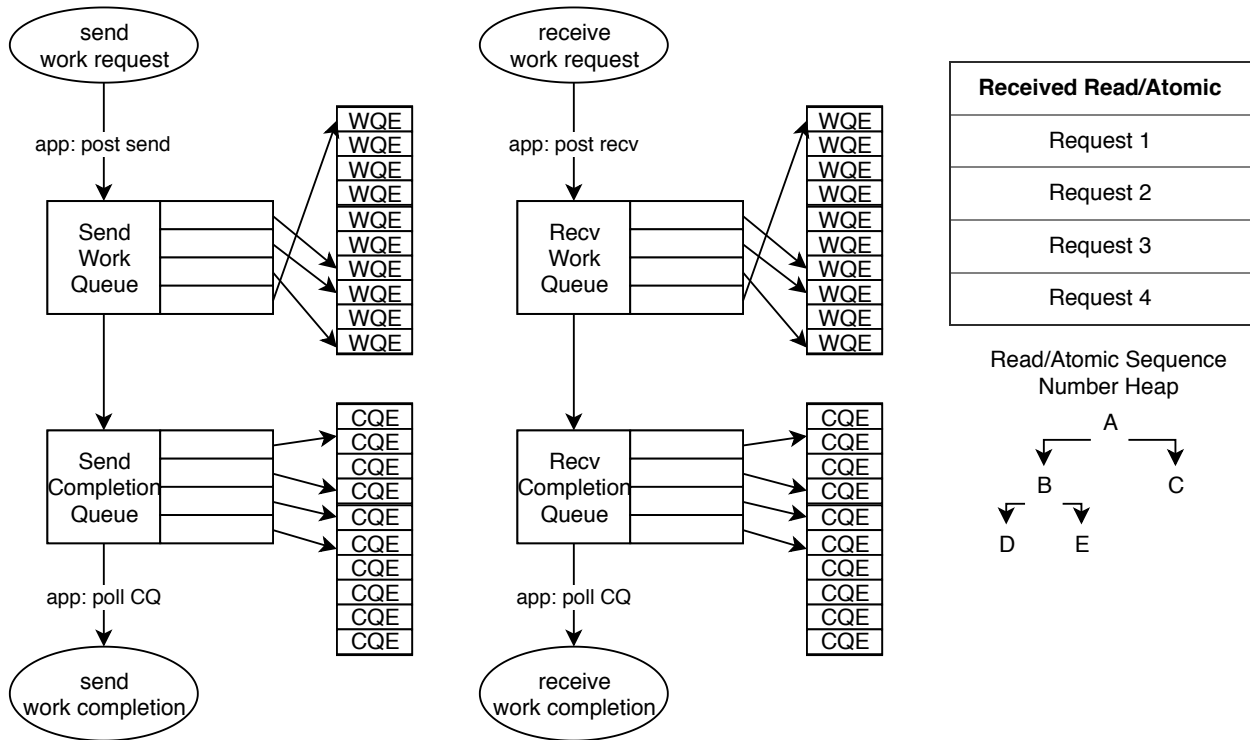 send
work request
app: post send
Send
Work
Queue
WQE
WQE
WQE
WQE
WQE
WQE
WQE
WQE
WQE
WQE
Send
Completion
Queue
CQE
CQE
CQE
CQE
CQE
CQE
CQE
CQE
CQE
CQE
app: poll CQ
send
work completion
receive
work request
app: post recv
Recv
Work
Queue
WQE
WQE
WQE
WQE
WQE
WQE
WQE
WQE
WQE
WQE
Recv
Completion
Queue
CQE
CQE
CQE
CQE
CQE
CQE
CQE
CQE
CQE
CQE
app: poll CQ
receive
work completion
Received Read/Atomic
Request 1
Request 2
Request 3
Request 4
Read/Atomic Sequence
Number Heap
A
B C
D E